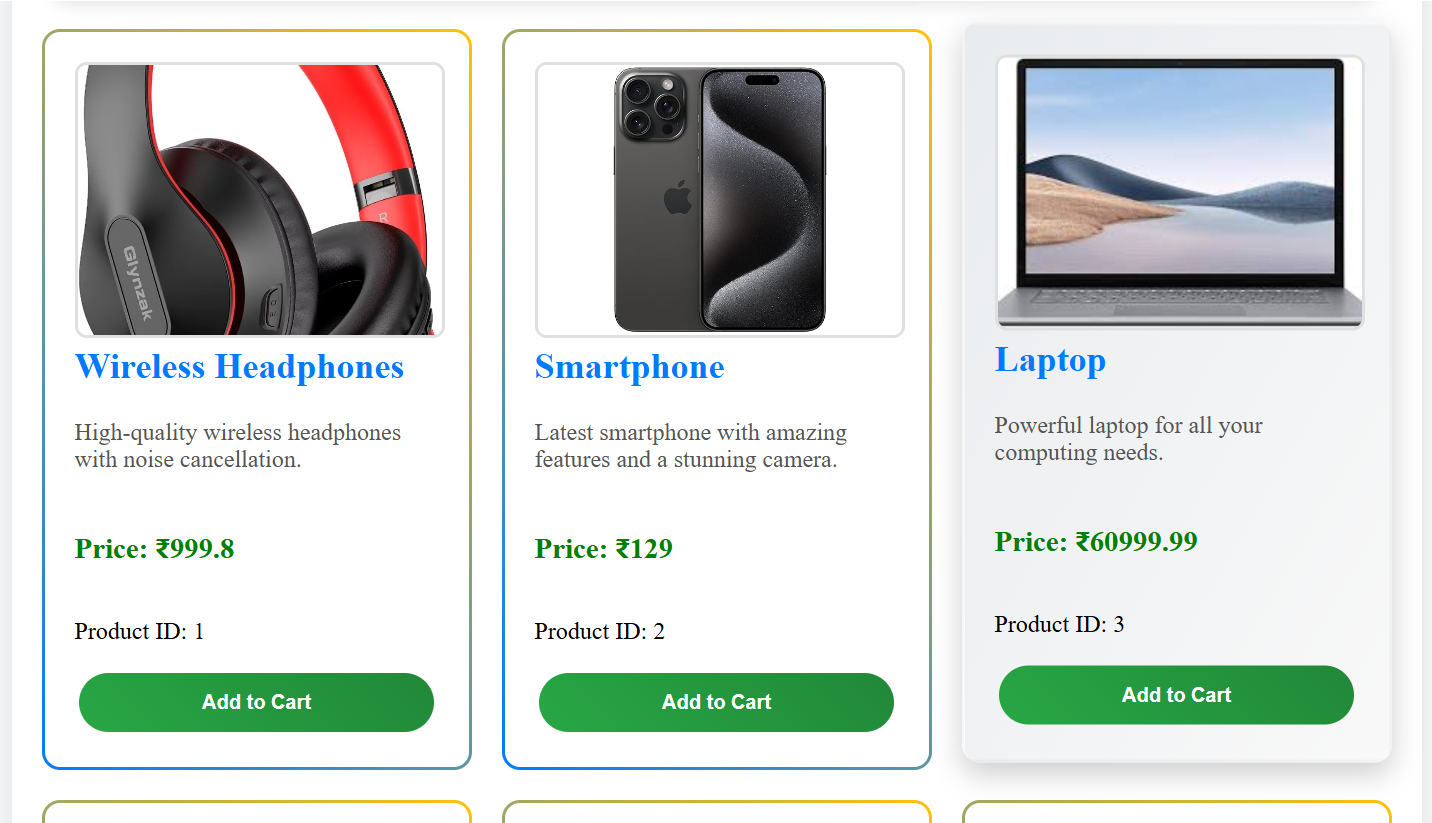 Glynzak
R
Wireless Headphones
High-quality wireless headphones
with noise cancellation.
Price: ₹999.8
Product ID: 1
Add to Cart
Smartphone
Latest smartphone with amazing
features and a stunning camera.
Price: ₹129
Product ID: 2
Add to Cart
Laptop
Powerful laptop for all your
computing needs.
Price: ₹60999.99
Product ID: 3
Add to Cart